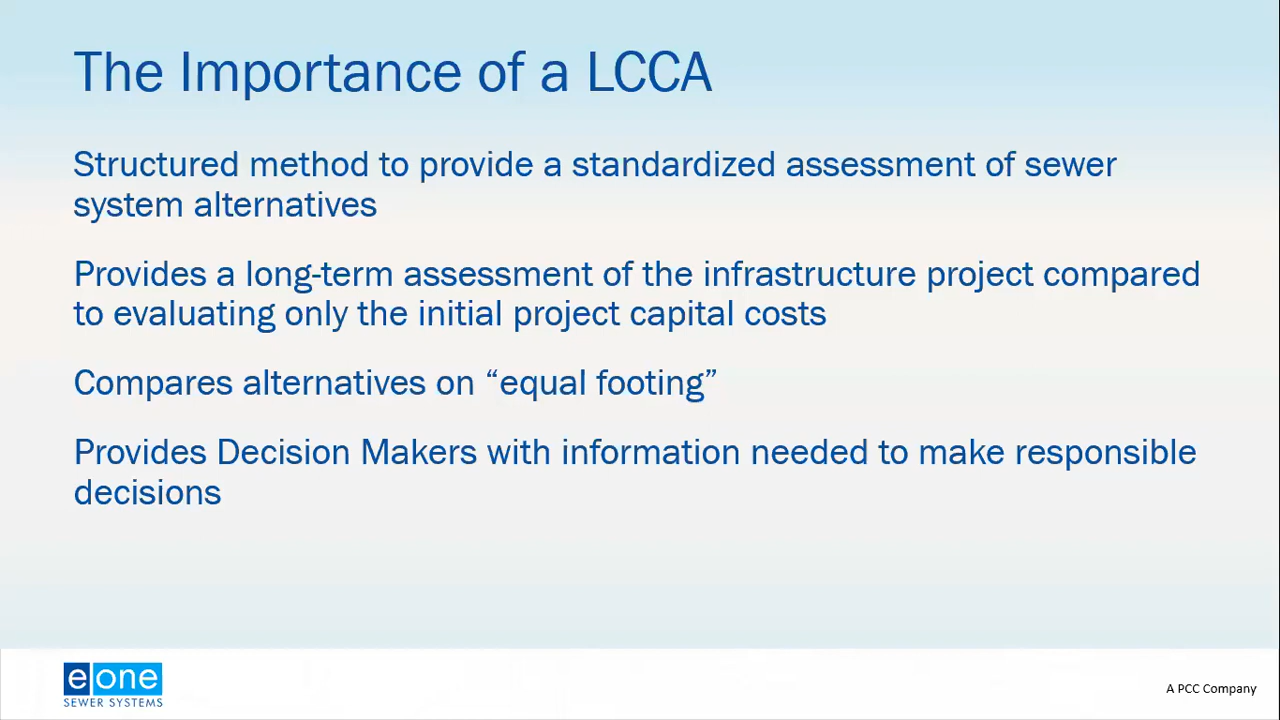 The Importance of a LCCA
Structured method to provide a standardized assessment of sewer
system alternatives
Provides a long-term assessment of the infrastructure project compared
to evaluating only the initial project capital costs
Compares alternatives on “equal footing”
Provides Decision Makers with information needed to make responsible
decisions
eone
SEWER SYSTEMS
A PCC Company